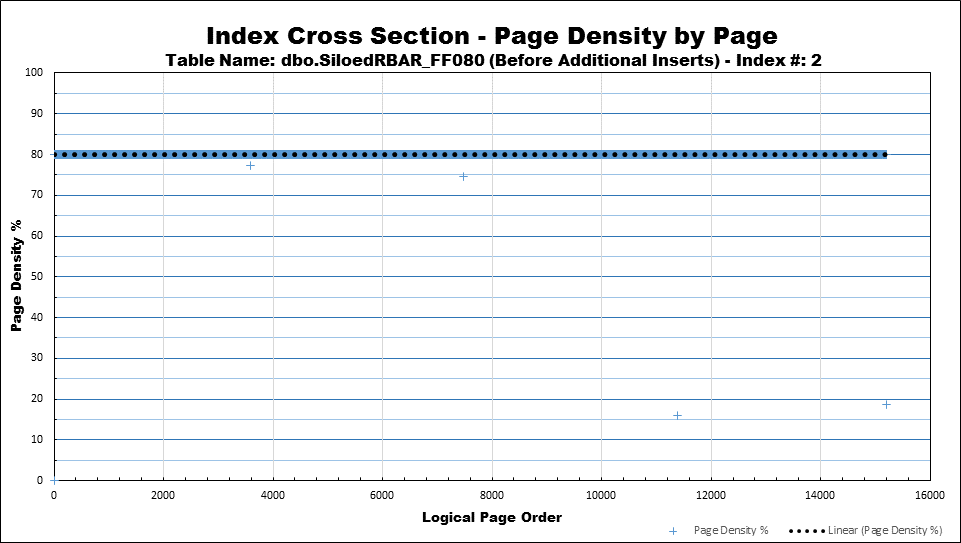 Index Cross Section - Page Density by Page
Table Name: dbo.SiloedRBAR_FF080 (Before Additional Inserts) - Index #: 2
Page Density %
100
90
80
70
60
50
40
30
20
10
0
0 2000 4000 6000 8000 10000 12000 14000 16000
Logical Page Order
Page Density % Linear (Page Density %)